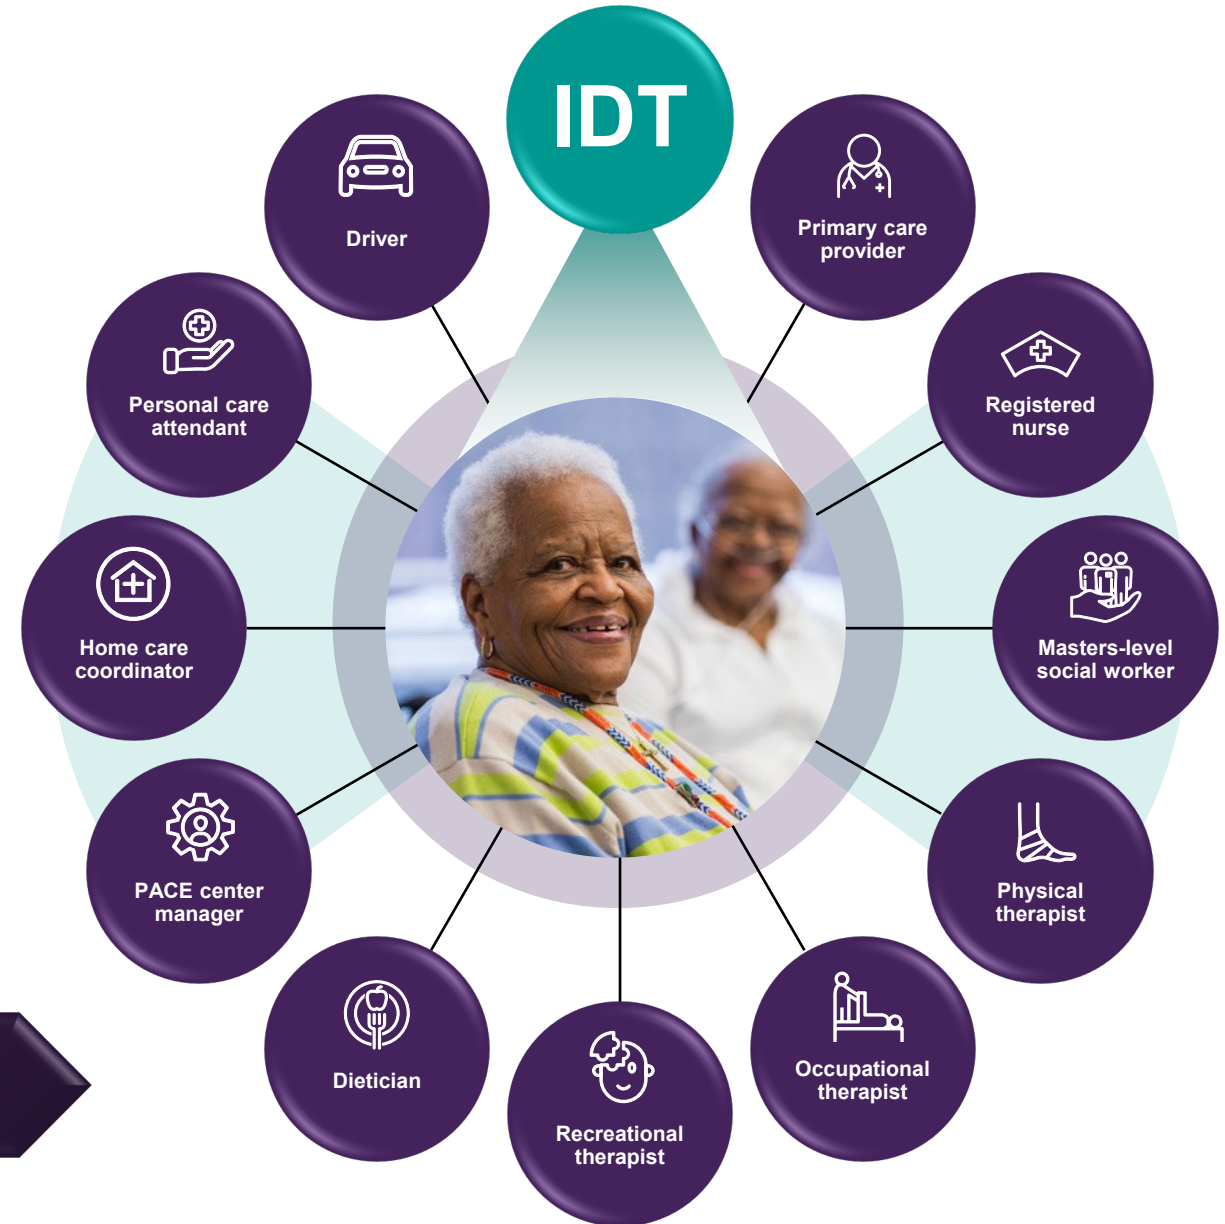 IDT
Primary care
provider
Registered
nurse
Masters-level
social worker
Physical
therapist
Occupational
therapist
Recreational
therapist
Dietician
PACE center
manager
Home care
coordinator
Personal care
attendant
Driver